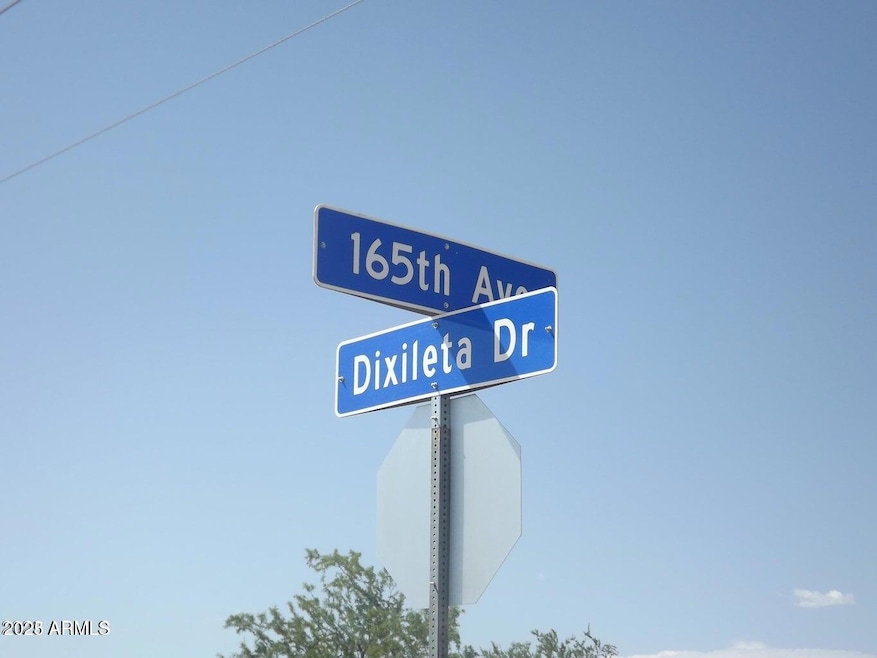 165th Ave
Dixileta Dr
2025 ARMLS